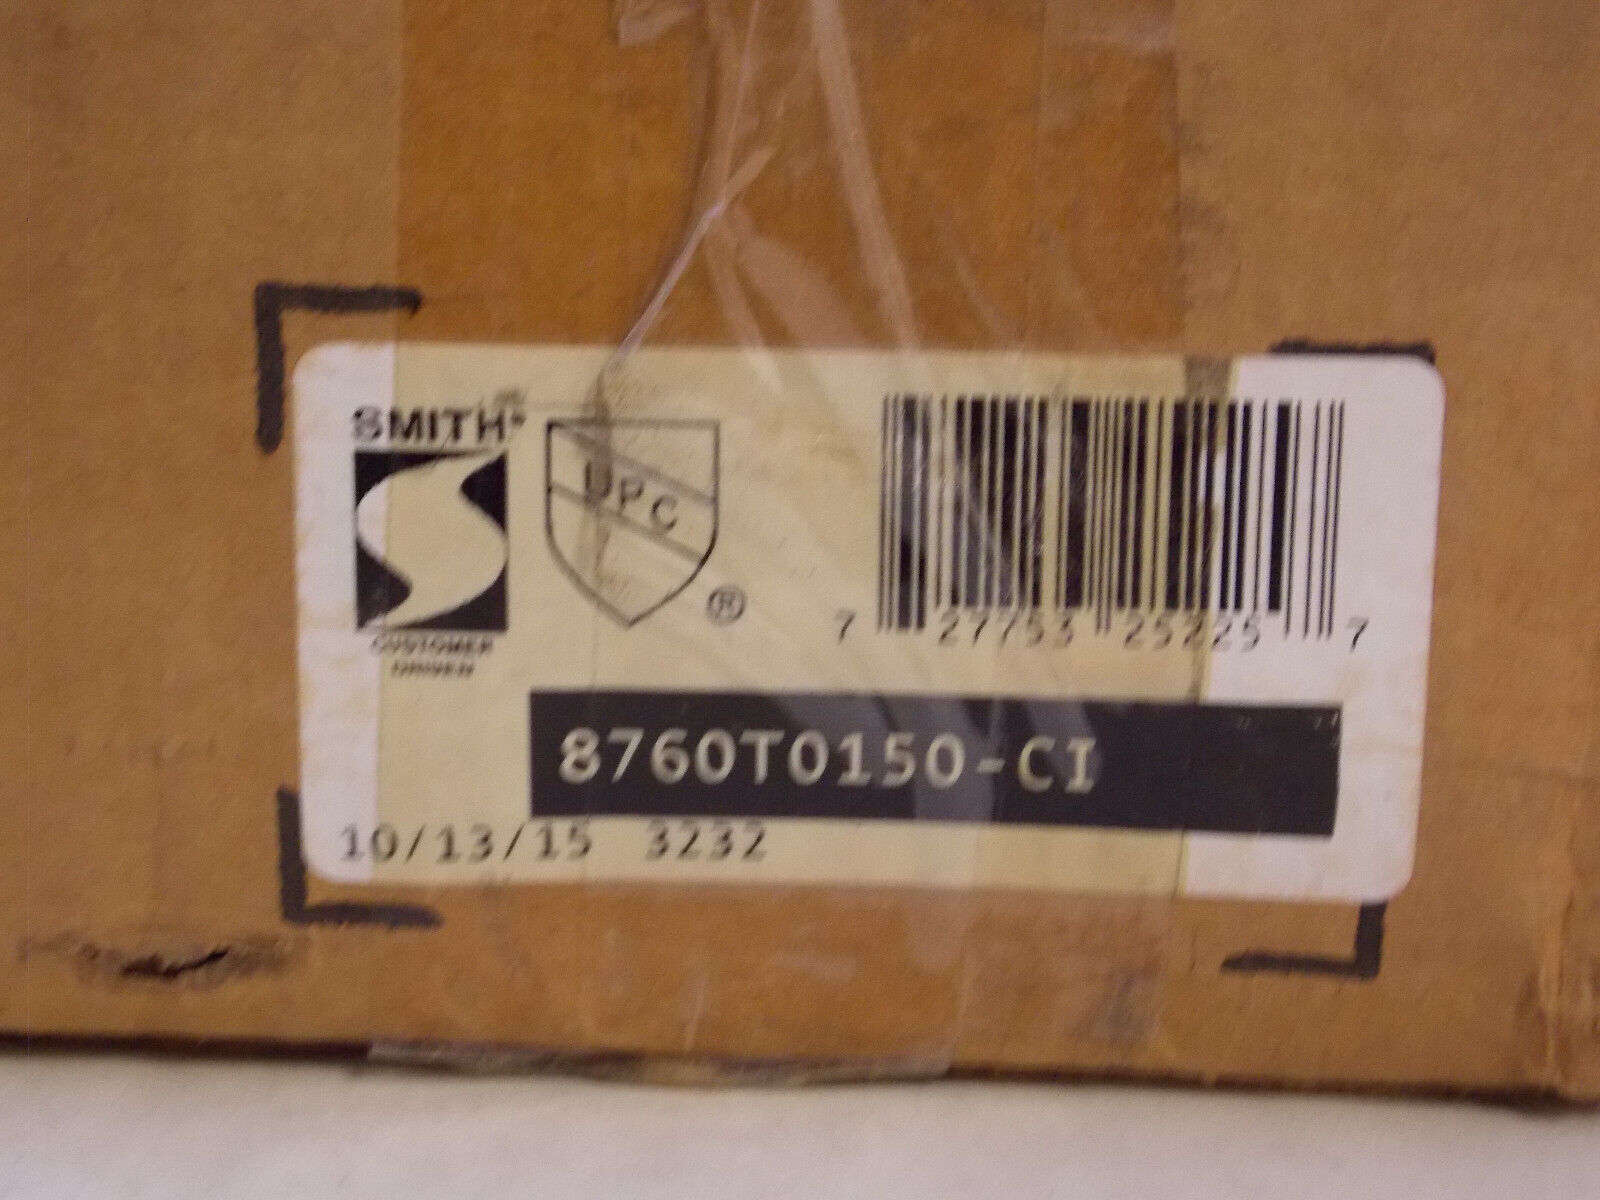 SMITH®
UPC
®
7 27753 25225 7
CUSTOMER
DRIVEN
8760T0150-CI
10/13/15 3232